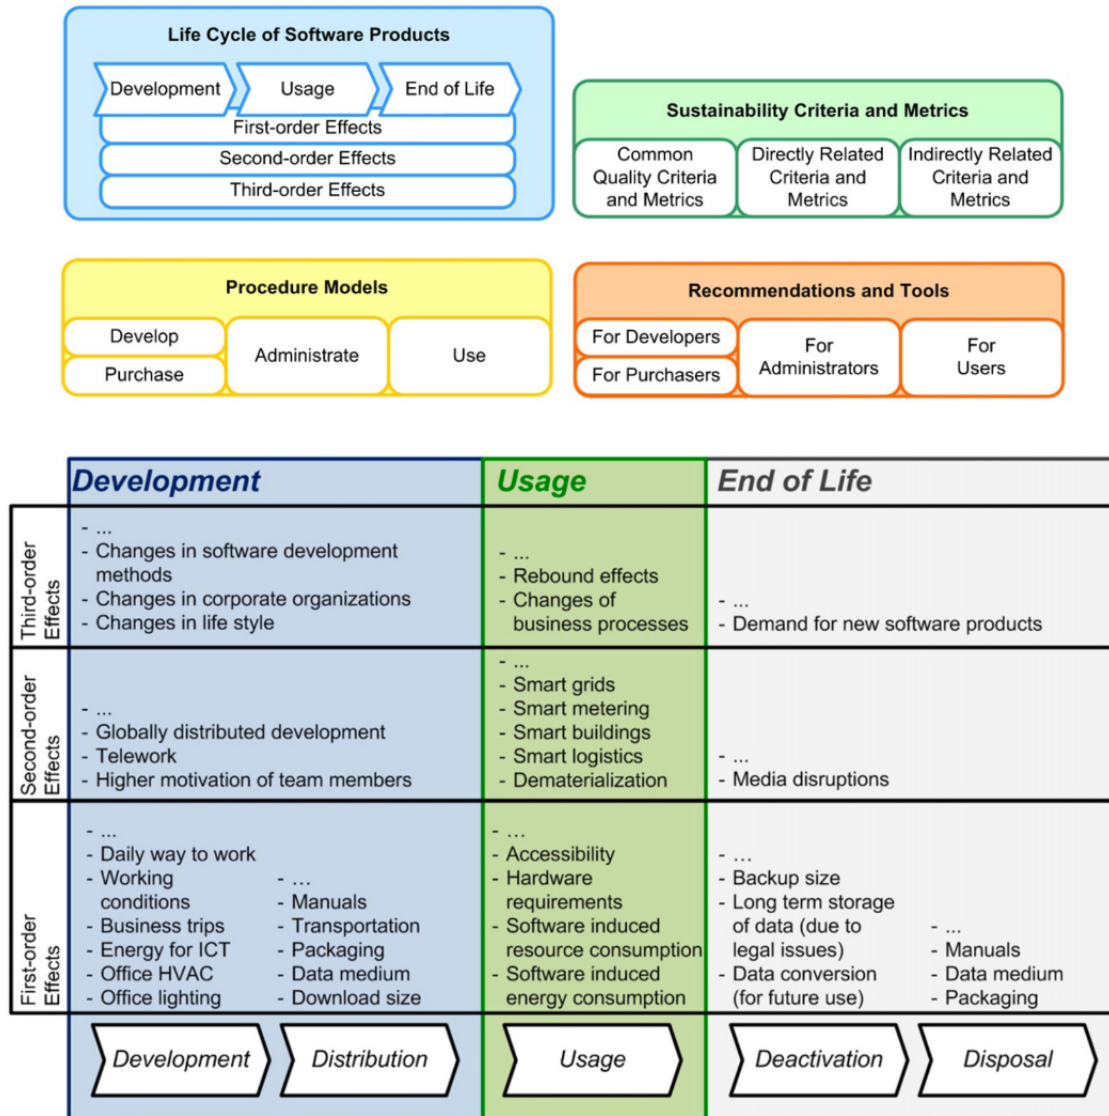 Life Cycle of Software Products
Development
Usage
End of Life
First-order Effects
Second-order Effects
Third-order Effects
Sustainability Criteria and Metrics
Common
Quality Criteria
and Metrics
Directly Related
Criteria and
Metrics
Indirectly Related
Criteria and
Metrics
Procedure Models
Develop
Purchase
Administrate
Use
Recommendations and Tools
For Developers
For Purchasers
For
Administrators
For
Users
Development
Usage
End of Life
Third-order
Effects
- ...
- Changes in software development
methods
- Changes in corporate organizations
- Changes in life style
- ...
- Rebound effects
- Changes of
business processes
- ...
- Demand for new software products
Second-order
Effects
- ...
- Globally distributed development
- Telework
- Higher motivation of team members
- ...
- Smart grids
- Smart metering
- Smart buildings
- Smart logistics
- Dematerialization
- ...
- Media disruptions
First-order
Effects
- ...
- Daily way to work
- Working
conditions
- Business trips
- Energy for ICT
- Office HVAC
- Office lighting
- ...
- Manuals
- Transportation
- Packaging
- Data medium
- Download size
- ...
- Accessibility
- Hardware
requirements
- Software induced
resource consumption
- Software induced
energy consumption
- ...
- Backup size
- Long term storage
of data (due to
legal issues)
- Data conversion
(for future use)
- ...
- Manuals
- Data medium
- Packaging
Development
Distribution
Usage
Deactivation
Disposal